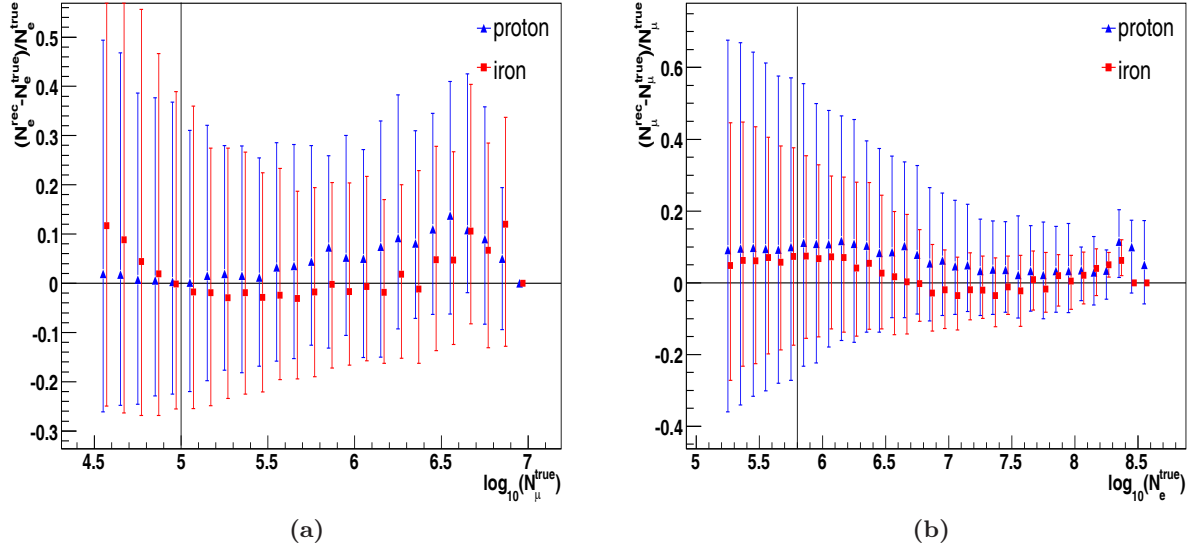 (N_e^rec-N_e^true)/N_e^true
0.5
0.4
0.3
0.2
0.1
0
-0.1
-0.2
-0.3
proton
iron
4.5 5 5.5 6 6.5 7
log_10(N_μ^true)
(a)
(N_μ^rec-N_μ^true)/N_μ^true
0.6
0.4
0.2
0
-0.2
-0.4
proton
iron
5 5.5 6 6.5 7 7.5 8 8.5
log_10(N_e^true)
(b)